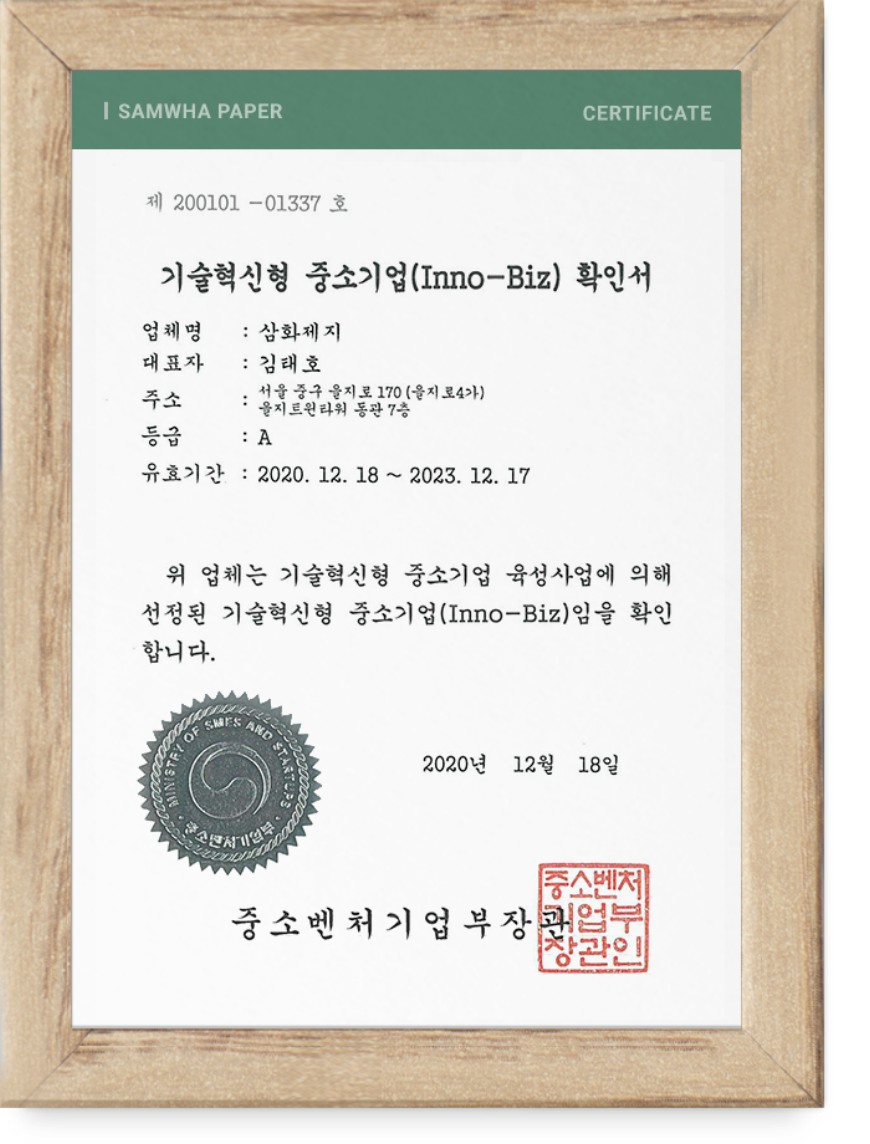 SAMWHA PAPER
CERTIFICATE
제 200101 -01337 호
기술혁신형 중소기업(Inno-Biz) 확인서
업체명 : 삼화제지
대표자 : 김태호
주소 : 서울 중구 을지로 170 (을지로4가)
을지트윈타워 동관 7층
등급 : A
유효기간 : 2020. 12. 18 ~ 2023. 12. 17
위 업체는 기술혁신형 중소기업 육성사업에 의해
선정된 기술혁신형 중소기업(Inno-Biz)임을 확인
합니다.
MINISTRY OF SMES AND STARTUPS
중소벤처기업부
2020년 12월 18일
중소벤처기업부장관
중소벤처
기업부
장관인